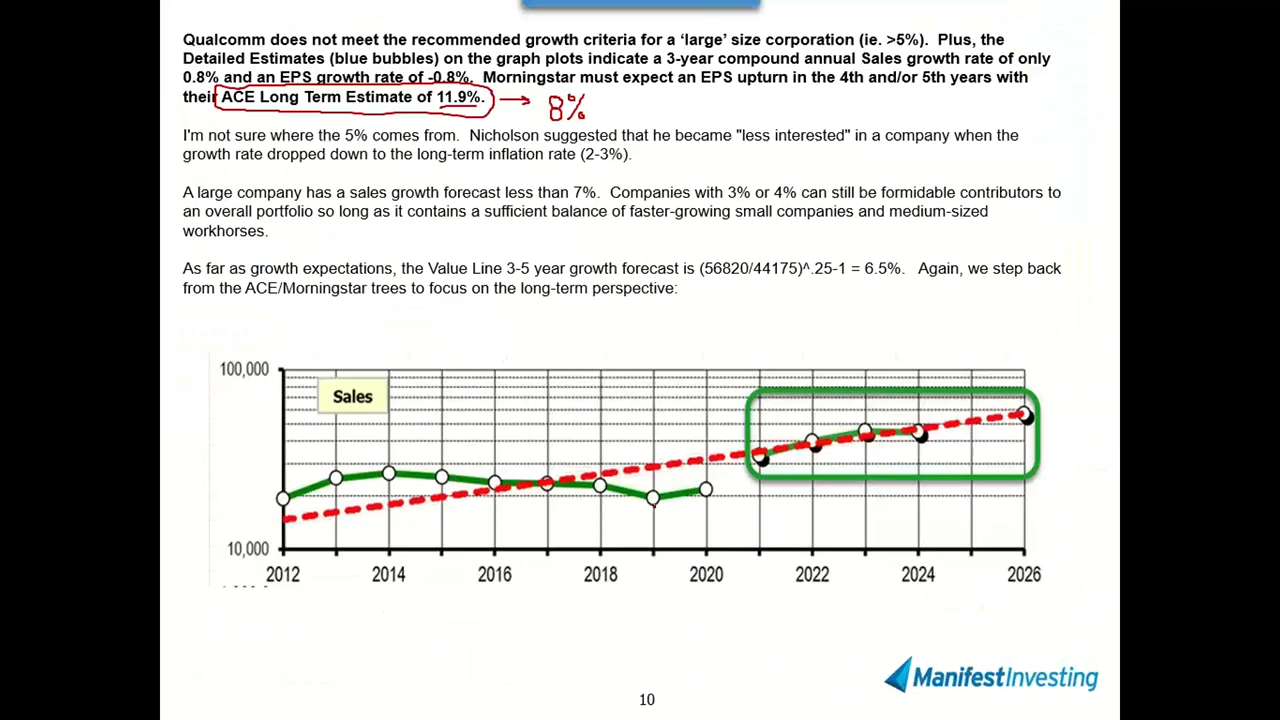 Qualcomm does not meet the recommended growth criteria for a ‘large’ size corporation (ie. >5%).  Plus, the
Detailed Estimates (blue bubbles) on the graph plots indicate a 3-year compound annual Sales growth rate of only
0.8% and an EPS growth rate of -0.8%.  Morningstar must expect an EPS upturn in the 4th and/or 5th years with
their ACE Long Term Estimate of 11.9%. → 8%
I'm not sure where the 5% comes from.  Nicholson suggested that he became "less interested" in a company when the
growth rate dropped down to the long-term inflation rate (2-3%).
A large company has a sales growth forecast less than 7%.  Companies with 3% or 4% can still be formidable contributors to
an overall portfolio so long as it contains a sufficient balance of faster-growing small companies and medium-sized
workhorses.
As far as growth expectations, the Value Line 3-5 year growth forecast is (56820/44175)^.25-1 = 6.5%.   Again, we step back
from the ACE/Morningstar trees to focus on the long-term perspective:
100,000
Sales
10,000
2012 2014 2016 2018 2020 2022 2024 2026
ManifestInvesting
10